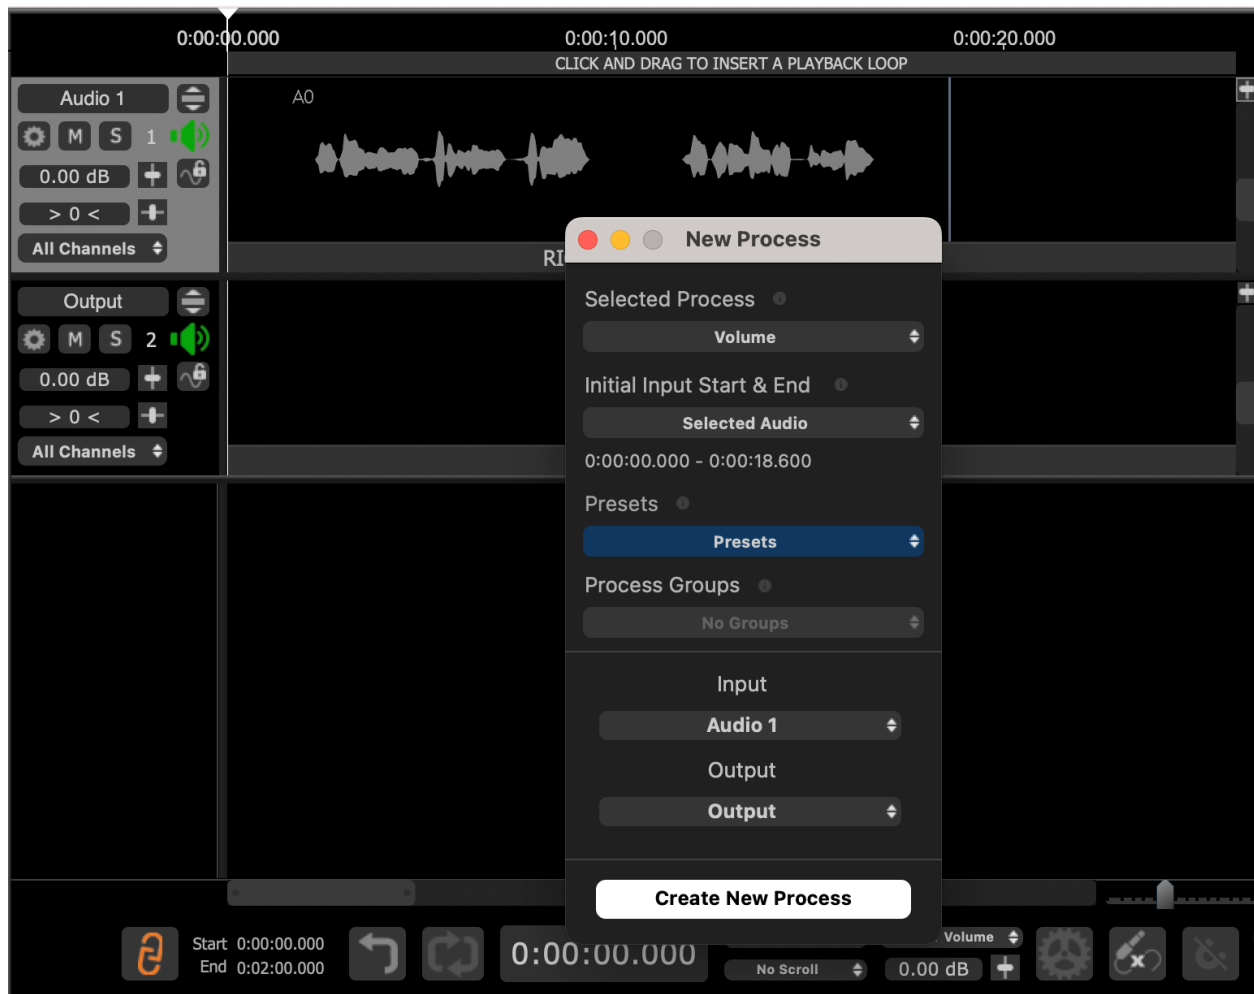 0:00:00.000 0:00:10.000 0:00:20.000
CLICK AND DRAG TO INSERT A PLAYBACK LOOP
Audio 1
A0
M S 1
0.00 dB
> 0 <
All Channels
RI
Output
M S 2
0.00 dB
> 0 <
All Channels
New Process
Selected Process
Volume
Initial Input Start & End
Selected Audio
0:00:00.000 - 0:00:18.600
Presets
Presets
Process Groups
No Groups
Input
Audio 1
Output
Output
Create New Process
Start 0:00:00.000
End 0:02:00.000
0:00:00.000
No Scroll
Volume
0.00 dB